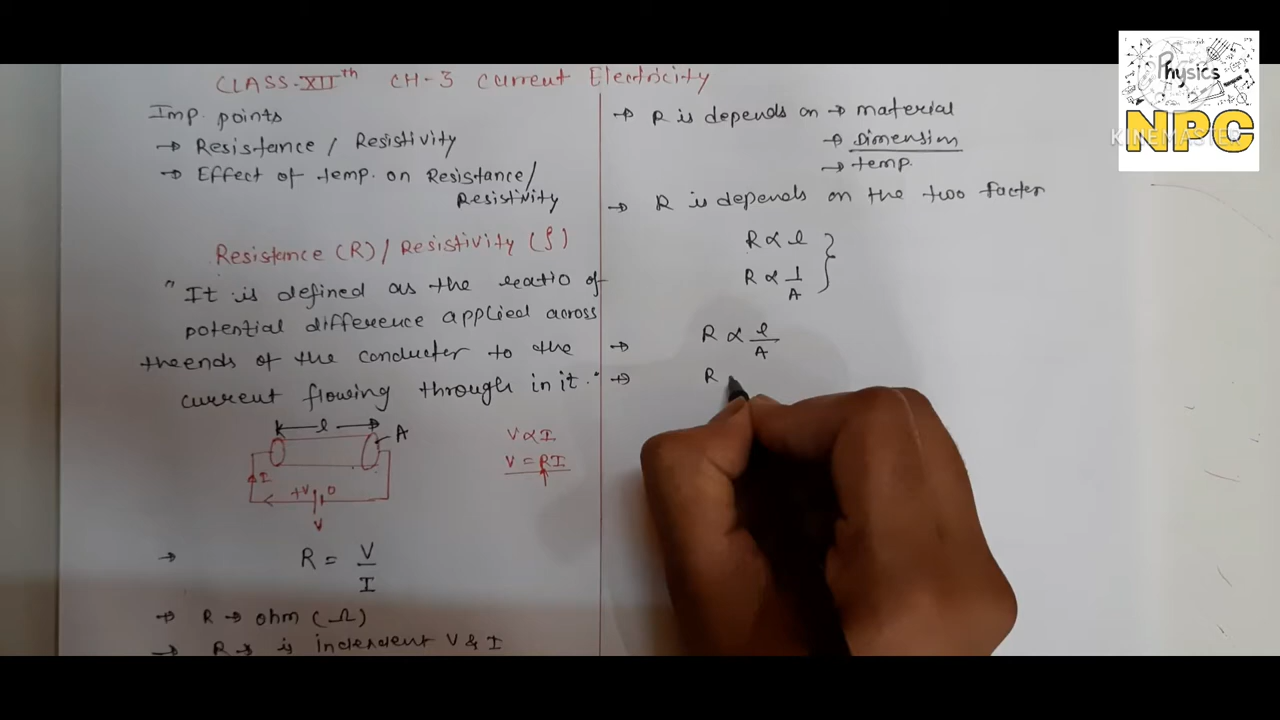 CLASS-XIIth CH-3 Current Electricity
Imp. points
→ Resistance / Resistivity
→ Effect of temp. on Resistance/
Resistivity
Resistance (R) / Resistivity (ρ)
"It is defined as the ratio of
potential difference applied across
the ends of the conductor to the
current flowing through in it."
l
A
I
+V 0
V
V ∝ I
V = RI
→ R = V/I
→ R → ohm (Ω)
→ R → is indendent V & I
→ R is depends on → material
→ Dimension
→ temp.
→ R is depends on the two factor
R ∝ l
R ∝ 1/A
→ R ∝ l/A
→ R
Physics
NPC
KINEMASTER